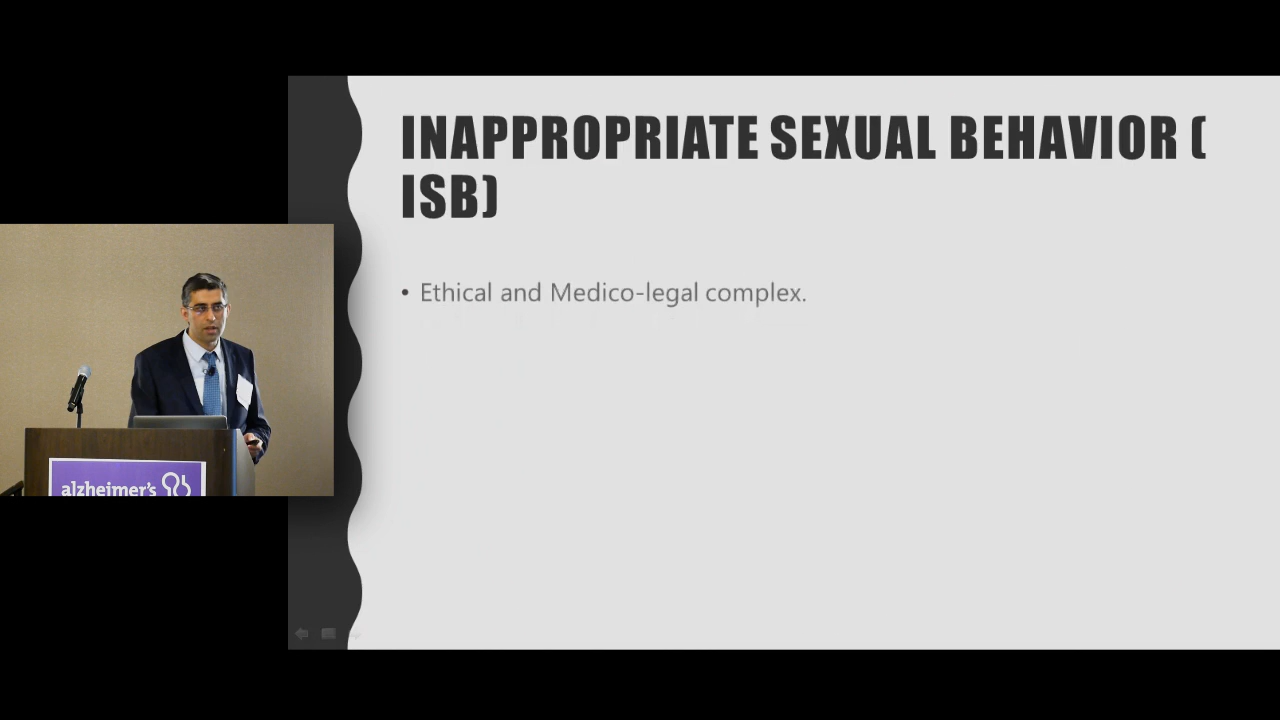 INAPPROPRIATE SEXUAL BEHAVIOR (
ISB)
• Ethical and Medico-legal complex.
alzheimer's